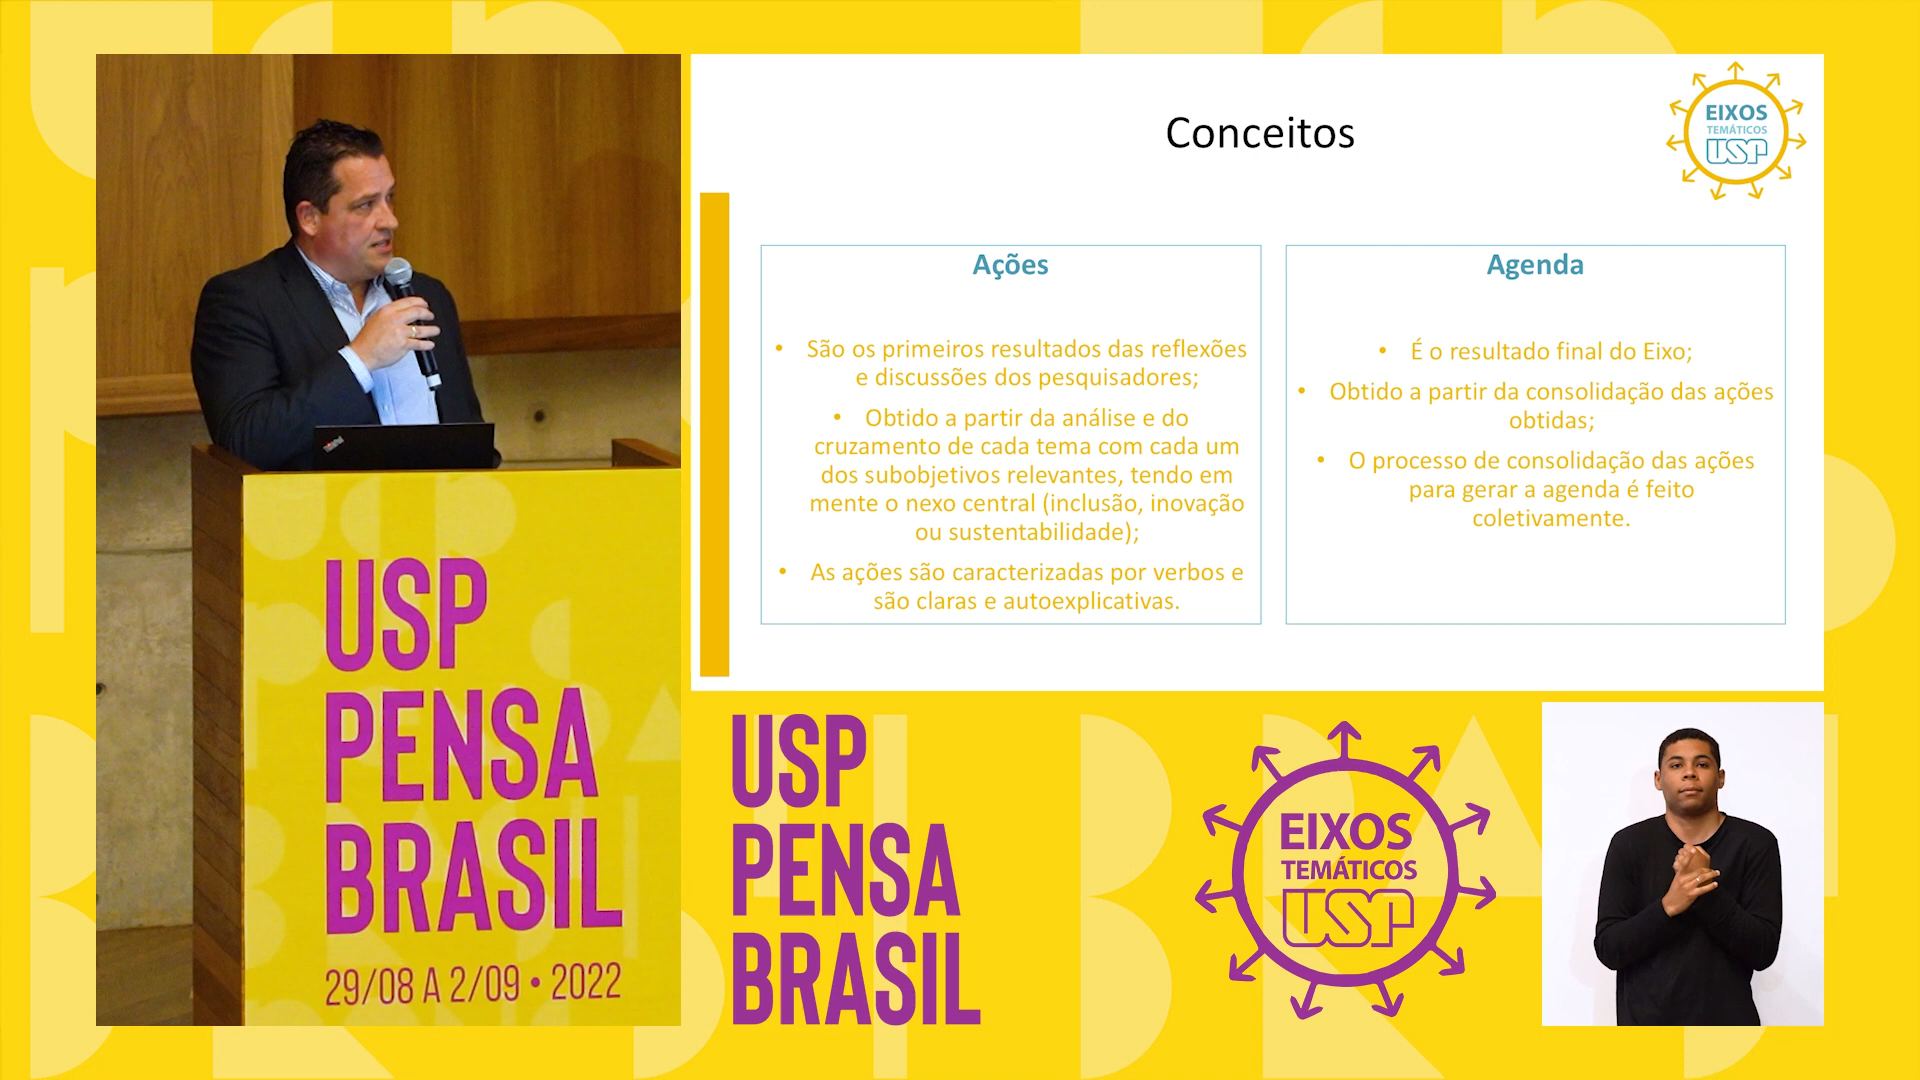 USP
PENSA
BRASIL
29/08 A 2/09 • 2022
Conceitos
EIXOS
TEMÁTICOS
USP
Ações
• São os primeiros resultados das reflexões
e discussões dos pesquisadores;
• Obtido a partir da análise e do
cruzamento de cada tema com cada um
dos subobjetivos relevantes, tendo em
mente o nexo central (inclusão, inovação
ou sustentabilidade);
• As ações são caracterizadas por verbos e
são claras e autoexplicativas.
Agenda
• É o resultado final do Eixo;
• Obtido a partir da consolidação das ações
obtidas;
• O processo de consolidação das ações
para gerar a agenda é feito
coletivamente.
USP
PENSA
BRASIL
EIXOS
TEMÁTICOS
USP